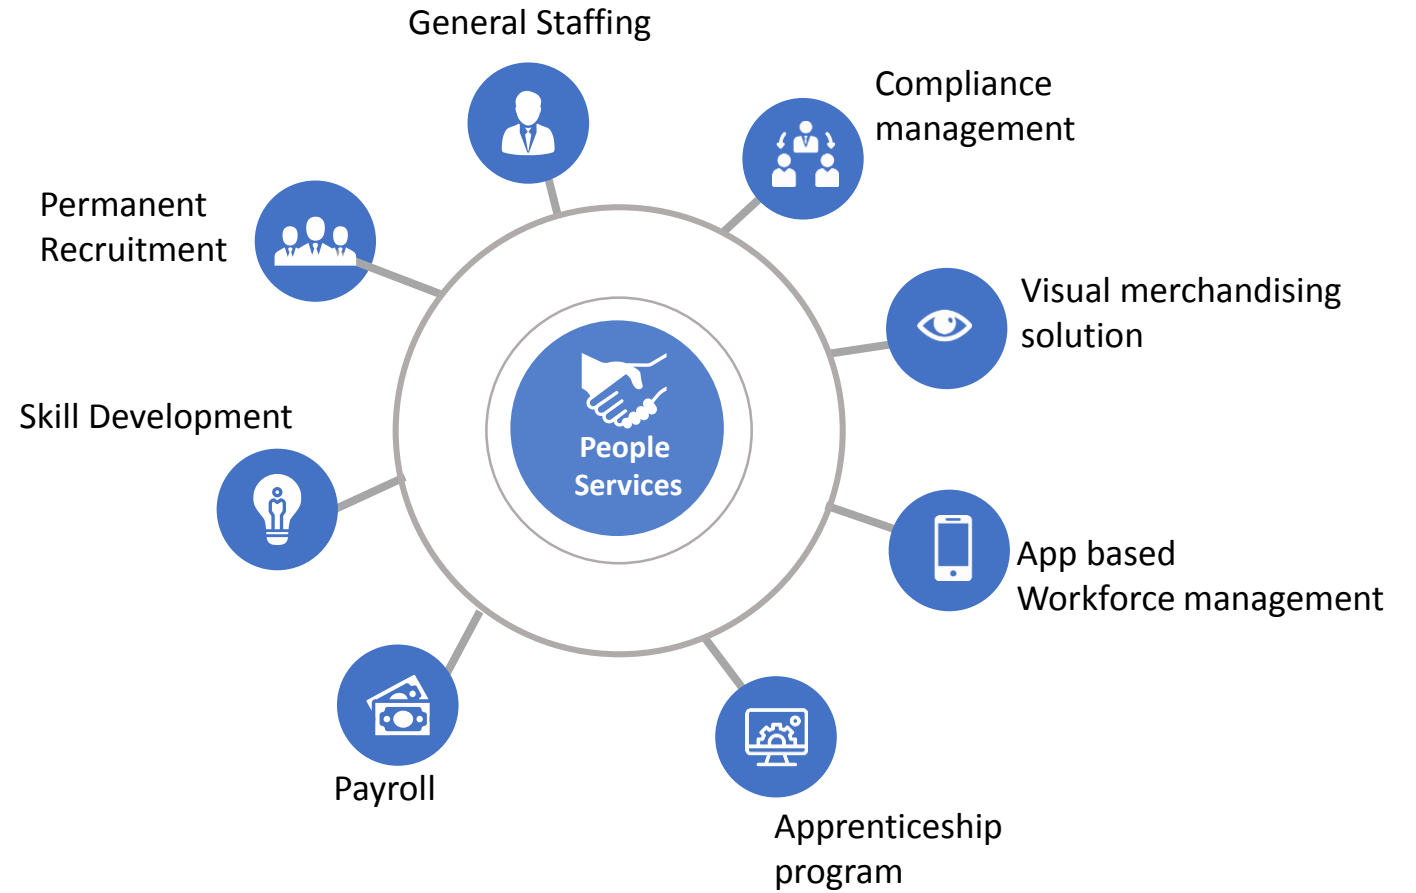 General Staffing
Compliance
management
Permanent
Recruitment
Visual merchandising
solution
Skill Development
People
Services
App based
Workforce management
Payroll
Apprenticeship
program